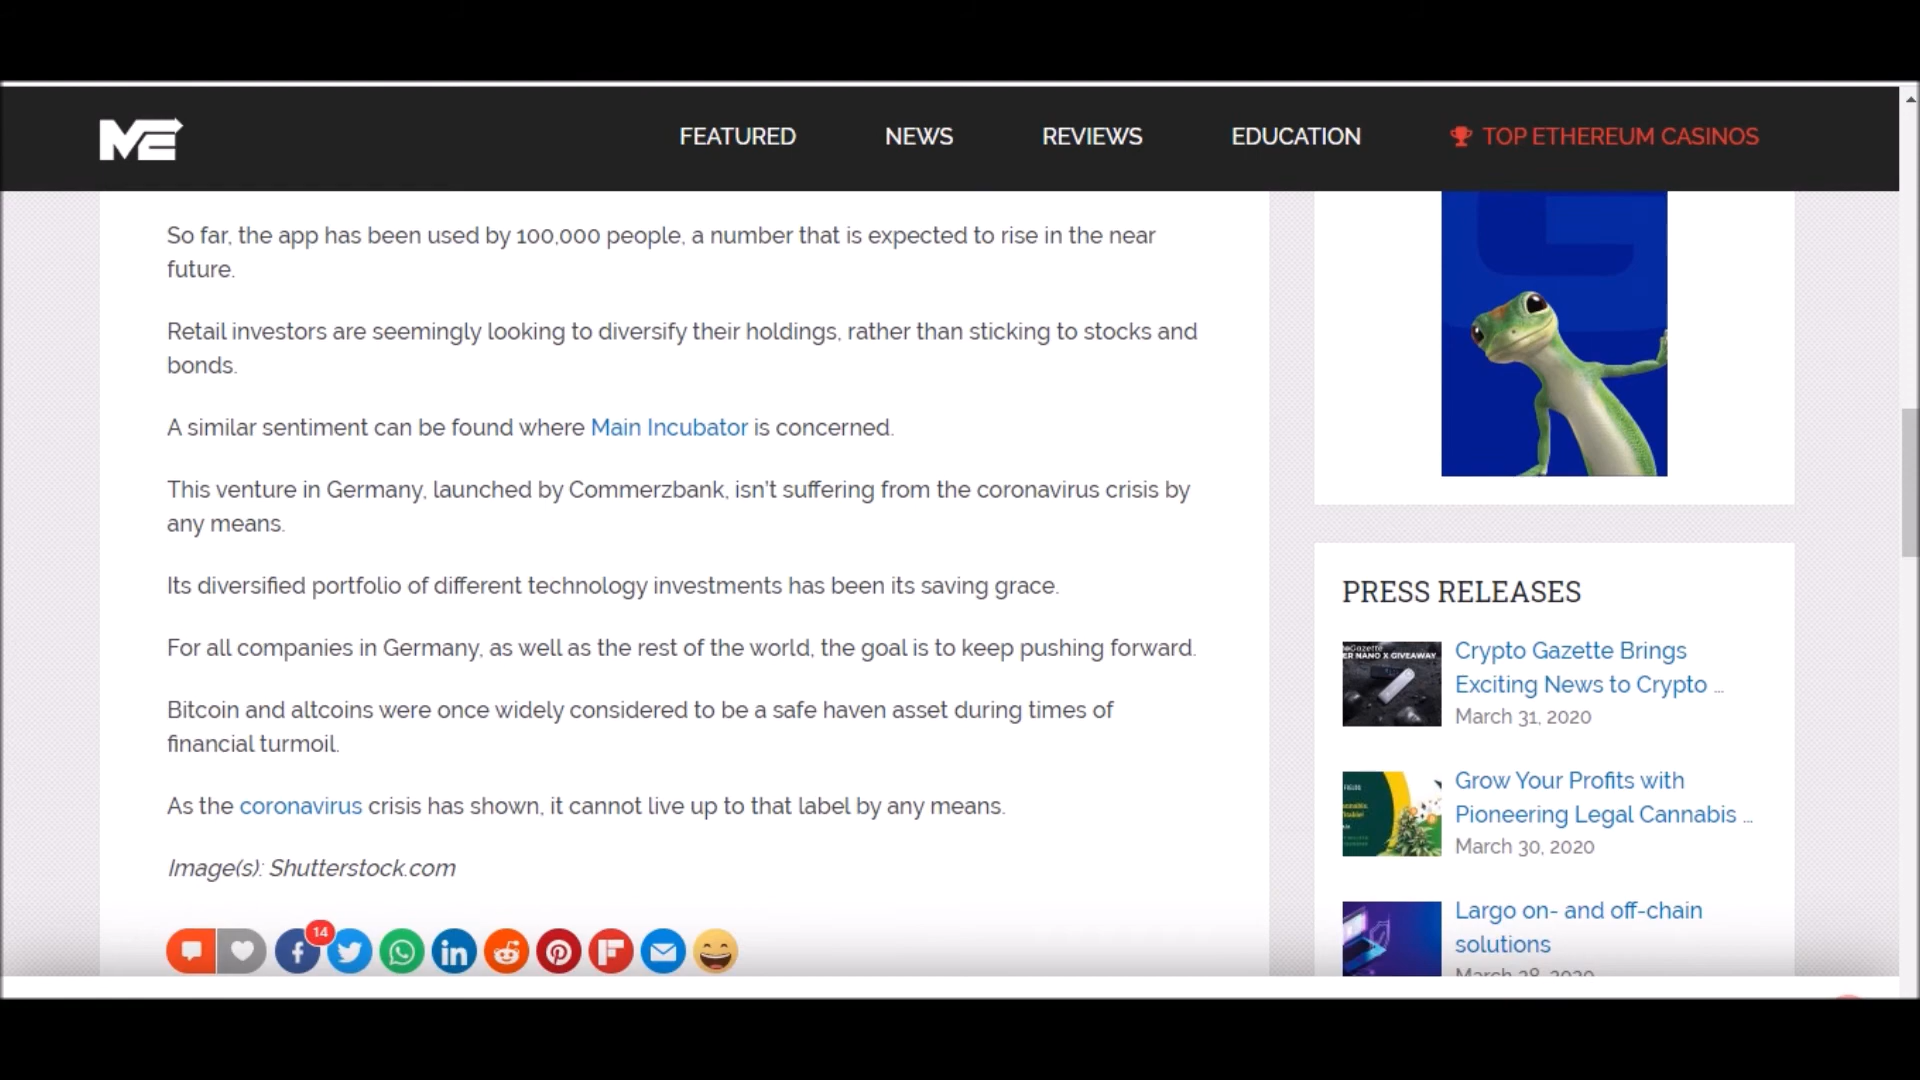 ME
FEATURED
NEWS
REVIEWS
EDUCATION
TOP ETHEREUM CASINOS
So far, the app has been used by 100,000 people, a number that is expected to rise in the near
future.
Retail investors are seemingly looking to diversify their holdings, rather than sticking to stocks and
bonds.
A similar sentiment can be found where Main Incubator is concerned.
This venture in Germany, launched by Commerzbank, isn't suffering from the coronavirus crisis by
any means.
Its diversified portfolio of different technology investments has been its saving grace.
For all companies in Germany, as well as the rest of the world, the goal is to keep pushing forward.
Bitcoin and altcoins were once widely considered to be a safe haven asset during times of
financial turmoil.
As the coronavirus crisis has shown, it cannot live up to that label by any means.
Image(s): Shutterstock.com
14
PRESS RELEASES
Crypto Gazette Brings
Exciting News to Crypto ...
March 31, 2020
Grow Your Profits with
Pioneering Legal Cannabis ...
March 30, 2020
Largo on- and off-chain
solutions
March 28, 2020